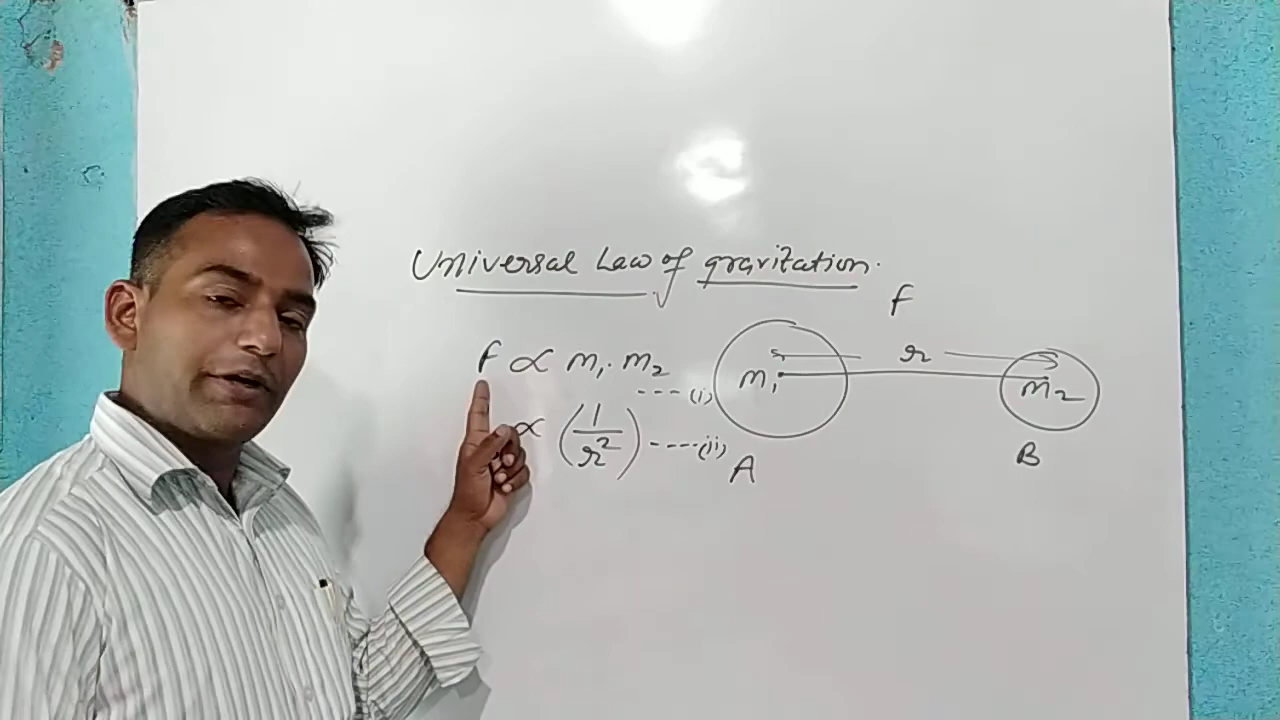 Universal Law of gravitation.
f
f ∝ m₁. m₂ ----(i)
∝ (1/r²) ----(ii)
r
m₁
m₂
A
B